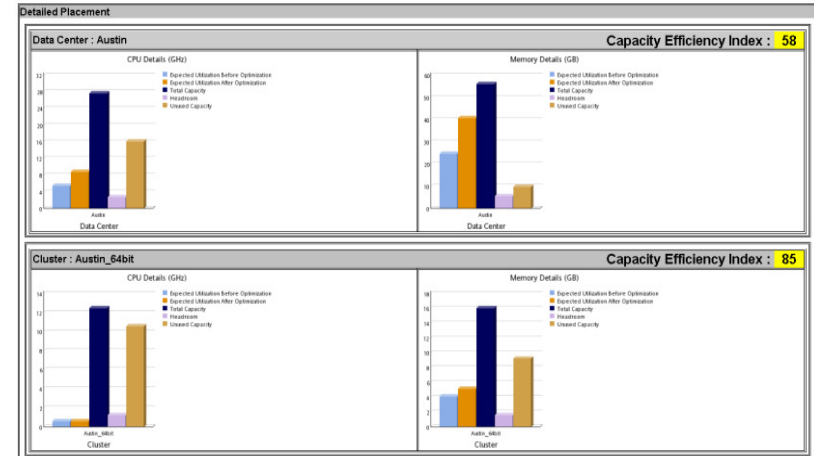 Detailed Placement
Data Center : Austin
Capacity Efficiency Index : 58
CPU Details (GHz)
32
28
24
20
16
12
8
4
0
Expected Utilization Before Optimization
Expected Utilization After Optimization
Total Capacity
Headroom
Unused Capacity
Austin
Data Center
Memory Details (GB)
60
50
40
30
20
10
0
Expected Utilization Before Optimization
Expected Utilization After Optimization
Total Capacity
Headroom
Unused Capacity
Austin
Data Center
Cluster : Austin_64bit
Capacity Efficiency Index : 85
CPU Details (GHz)
14
12
10
8
6
4
2
0
Expected Utilization Before Optimization
Expected Utilization After Optimization
Total Capacity
Headroom
Unused Capacity
Austin_64bit
Cluster
Memory Details (GB)
18
16
14
12
10
8
6
4
2
0
Expected Utilization Before Optimization
Expected Utilization After Optimization
Total Capacity
Headroom
Unused Capacity
Austin_64bit
Cluster